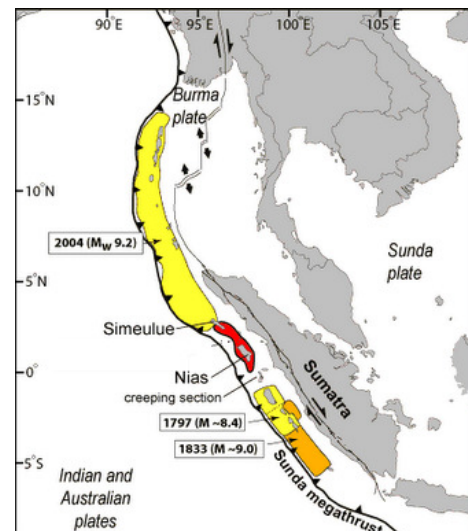 90°E
95°E
100°E
105°E
15°N
10°N
5°N
0°
5°S
Burma
plate
2004 (MW 9.2)
Sunda
plate
Simeulue
Nias
creeping section
Sumatra
1797 (M ~8.4)
1833 (M ~9.0)
Sunda megathrust
Indian and
Australian
plates